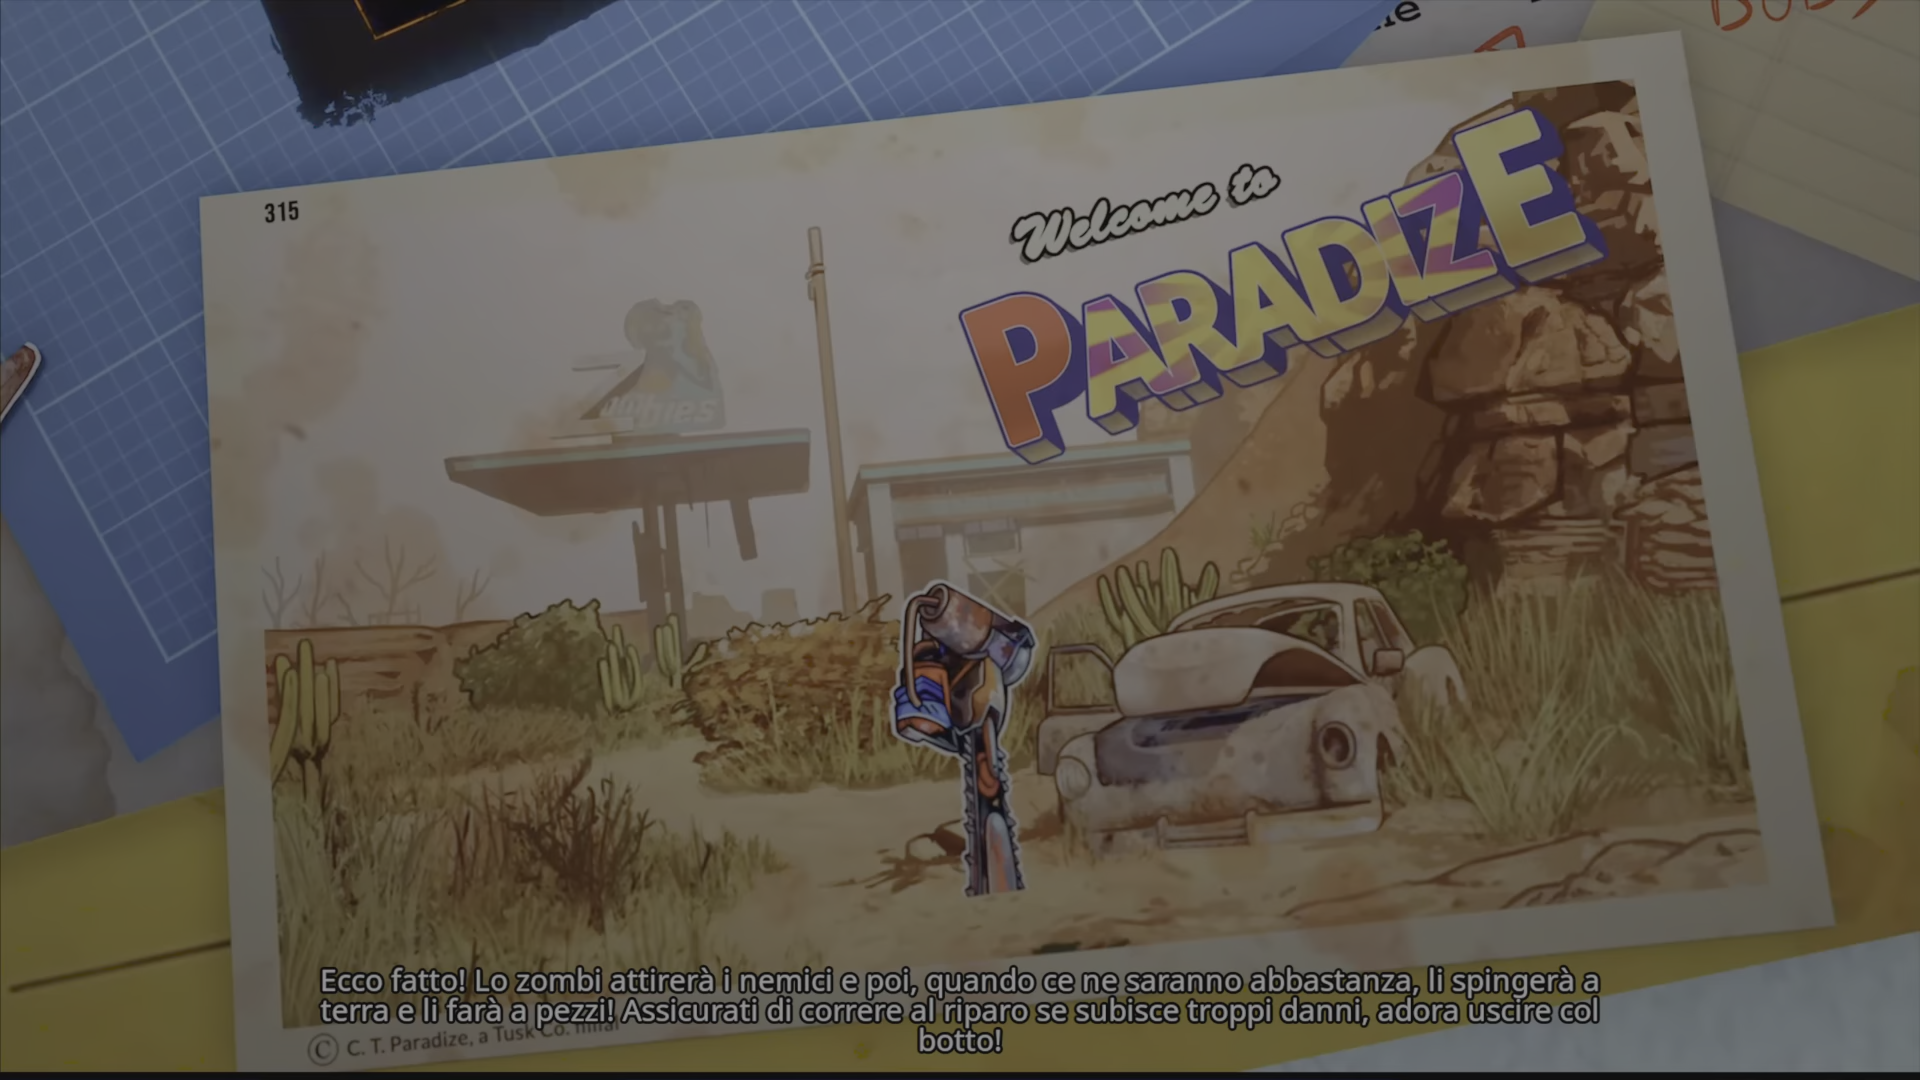 315
Welcome to
PARADIZE
Ecco fatto! Lo zombi attirerà i nemici e poi, quando ce ne saranno abbastanza, li spingerà a
terra e li farà a pezzi! Assicurati di correre al riparo se subisce troppi danni, adora uscire col
botto!
© C. T. Paradize, a Tusk Co. filial